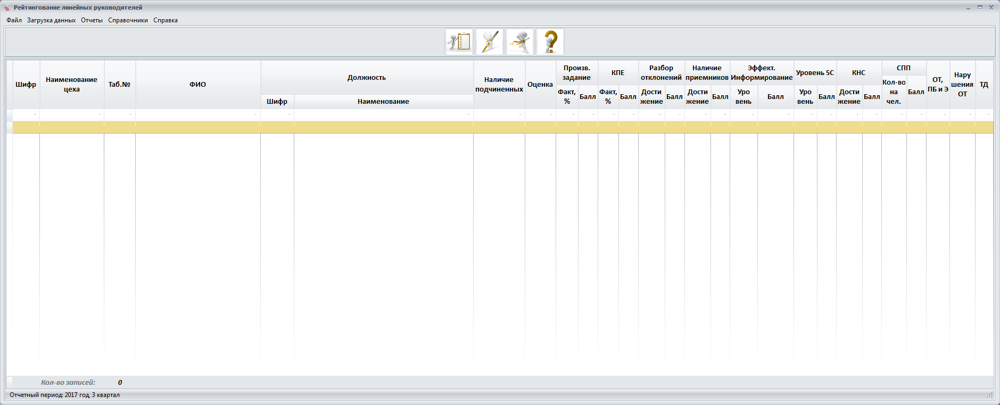 Рейтингование линейных руководителей
Файл Загрузка данных Отчеты Справочники Справка
Шифр
Наименование
цеха
Таб.№
ФИО
Должность
Шифр
Наименование
Наличие
подчиненных
Оценка
Произв.
задание
Факт,
%
Балл
КПЕ
Факт,
%
Балл
Разбор
отклонений
Дости
жение
Балл
Наличие
приемников
Дости
жение
Балл
Эффект.
Информирование
Уро
вень
Балл
Уровень 5С
Уро
вень
Балл
КНС
Дости
жение
Балл
СПП
Кол-во
на
чел.
Балл
ОТ,
ПБ и Э
Нару
шения
ОТ
ТД
Кол-во записей: 0
Отчетный период: 2017 год, 3 квартал